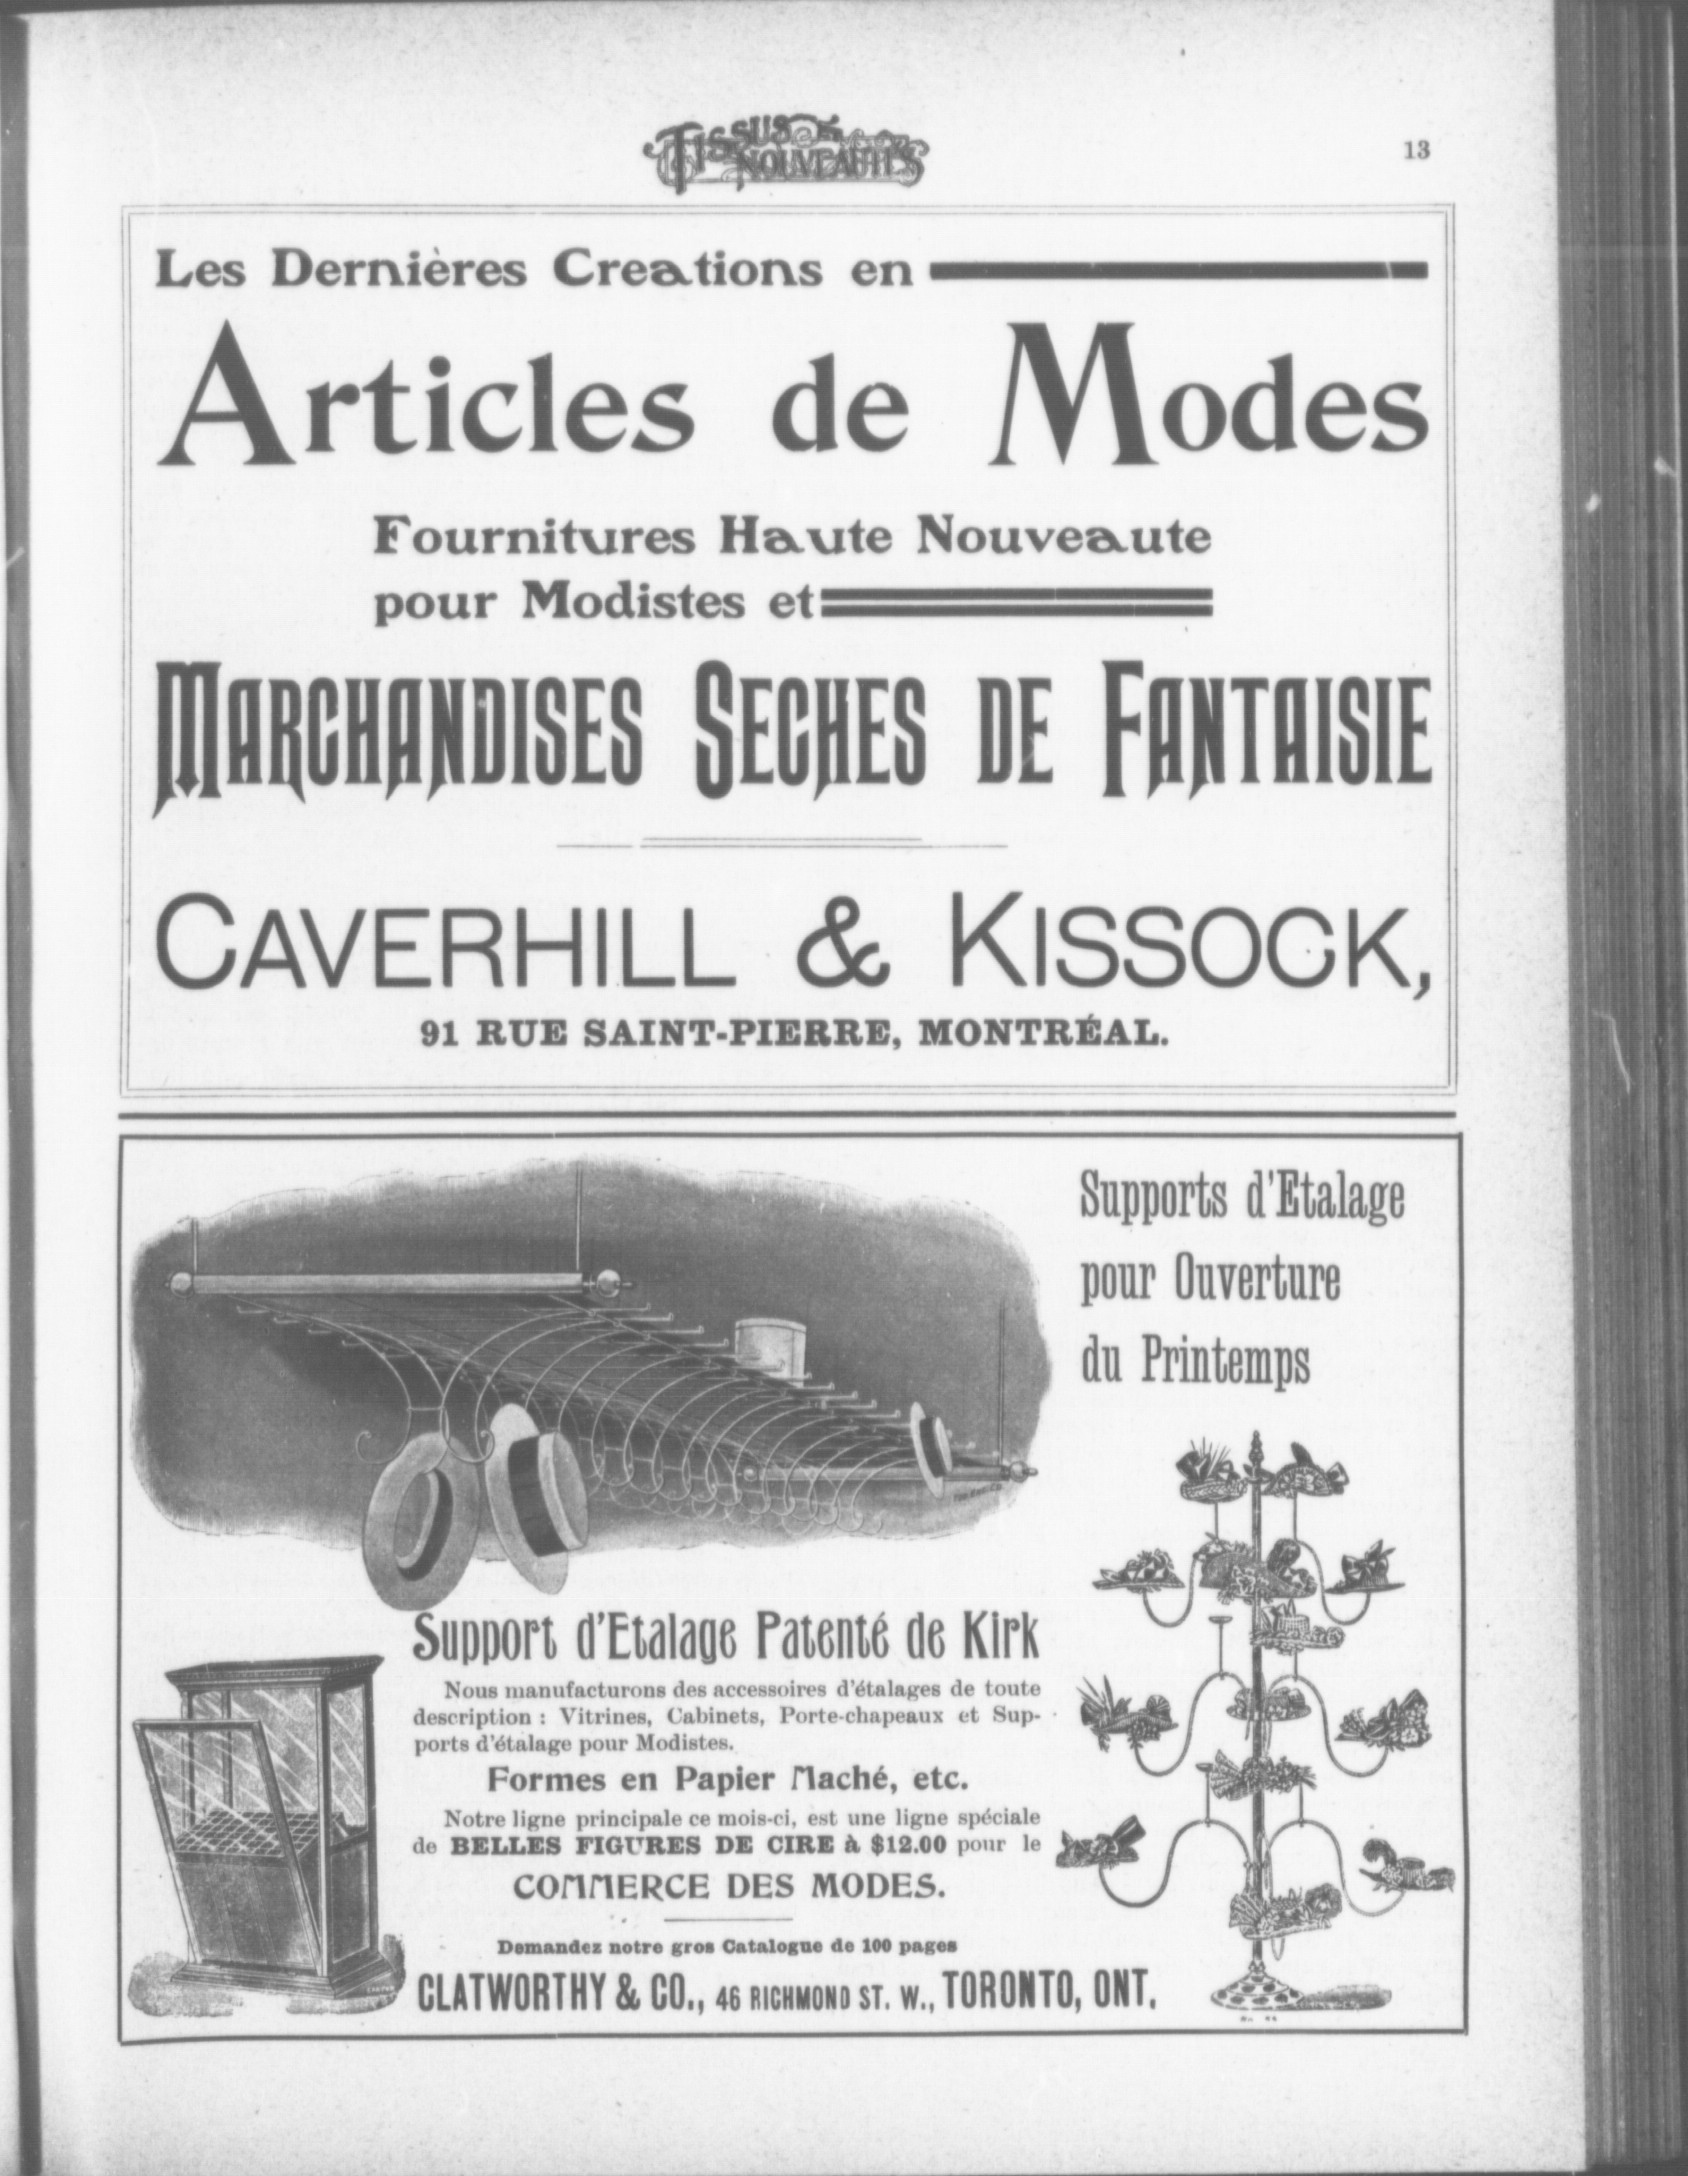 TISSUS &
NOUVEAUTÉS
13
Les Dernières Creations en
Articles de Modes
Fournitures Haute Nouveaute
pour Modistes et
MARCHANDISES SECHES DE FANTAISIE
CAVERHILL & KISSOCK,
91 RUE SAINT-PIERRE, MONTRÉAL.
Supports d'Etalage
pour Ouverture
du Printemps
Support d'Etalage Patenté de Kirk
Nous manufacturons des accessoires d'étalages de toute
description : Vitrines, Cabinets, Porte-chapeaux et Sup-
ports d'étalage pour Modistes.
Formes en Papier Maché, etc.
Notre ligne principale ce mois-ci, est une ligne spéciale
de BELLES FIGURES DE CIRE à $12.00 pour le
COMMERCE DES MODES.
Demandez notre gros Catalogue de 100 pages
CLATWORTHY & CO., 46 RICHMOND ST. W., TORONTO, ONT.